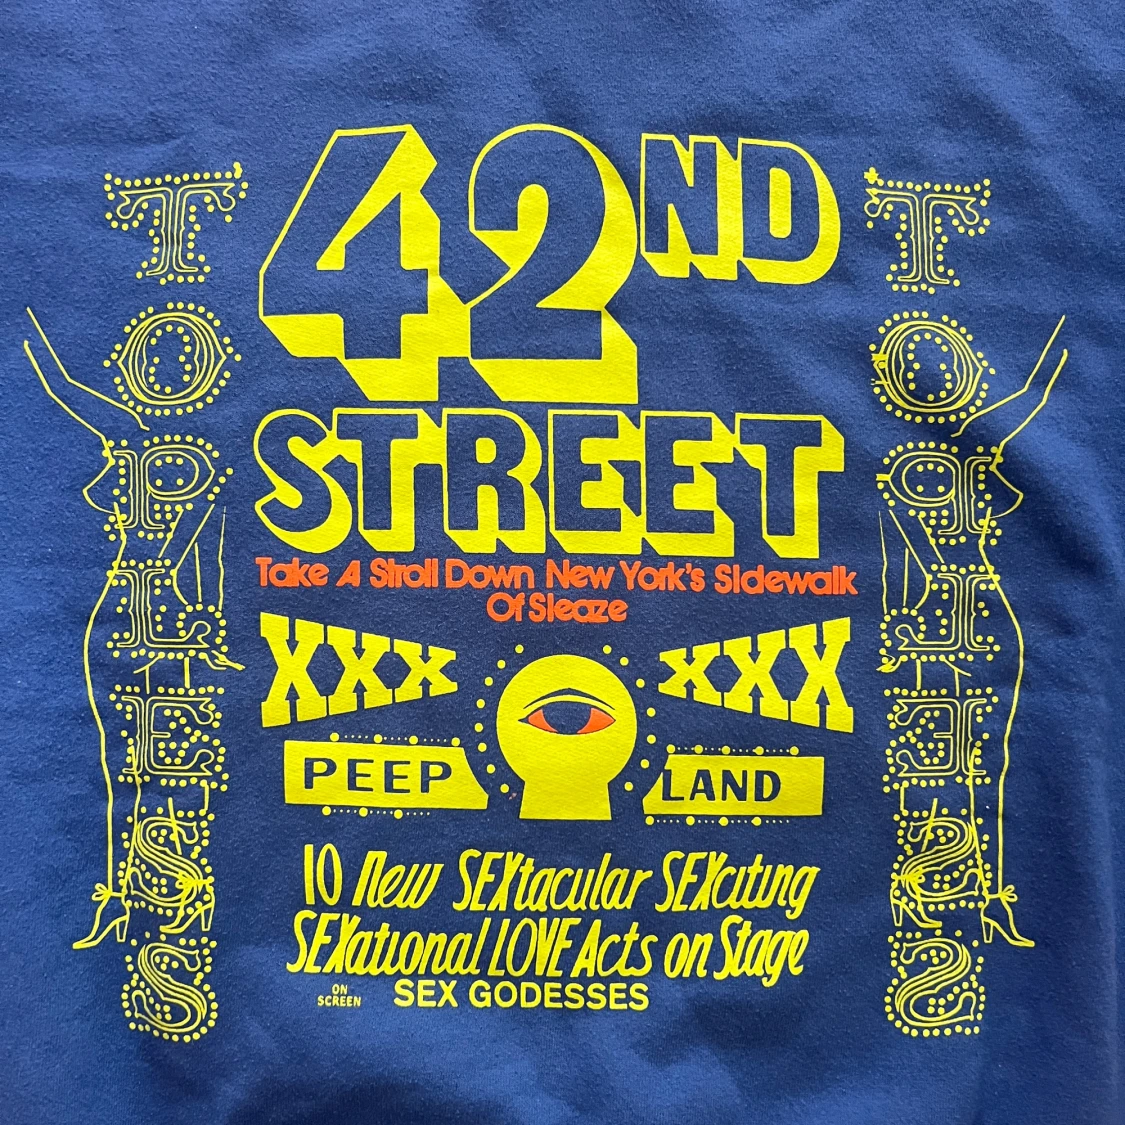 42ND
STREET
Take A Stroll Down New York's Sidewalk
Of Sleaze
TOPLESS
TOPLESS
XXX
XXX
PEEP
LAND
10 New SEXtacular SEXciting
SEXational LOVE Acts on Stage
ON
SCREEN
SEX GODESSES